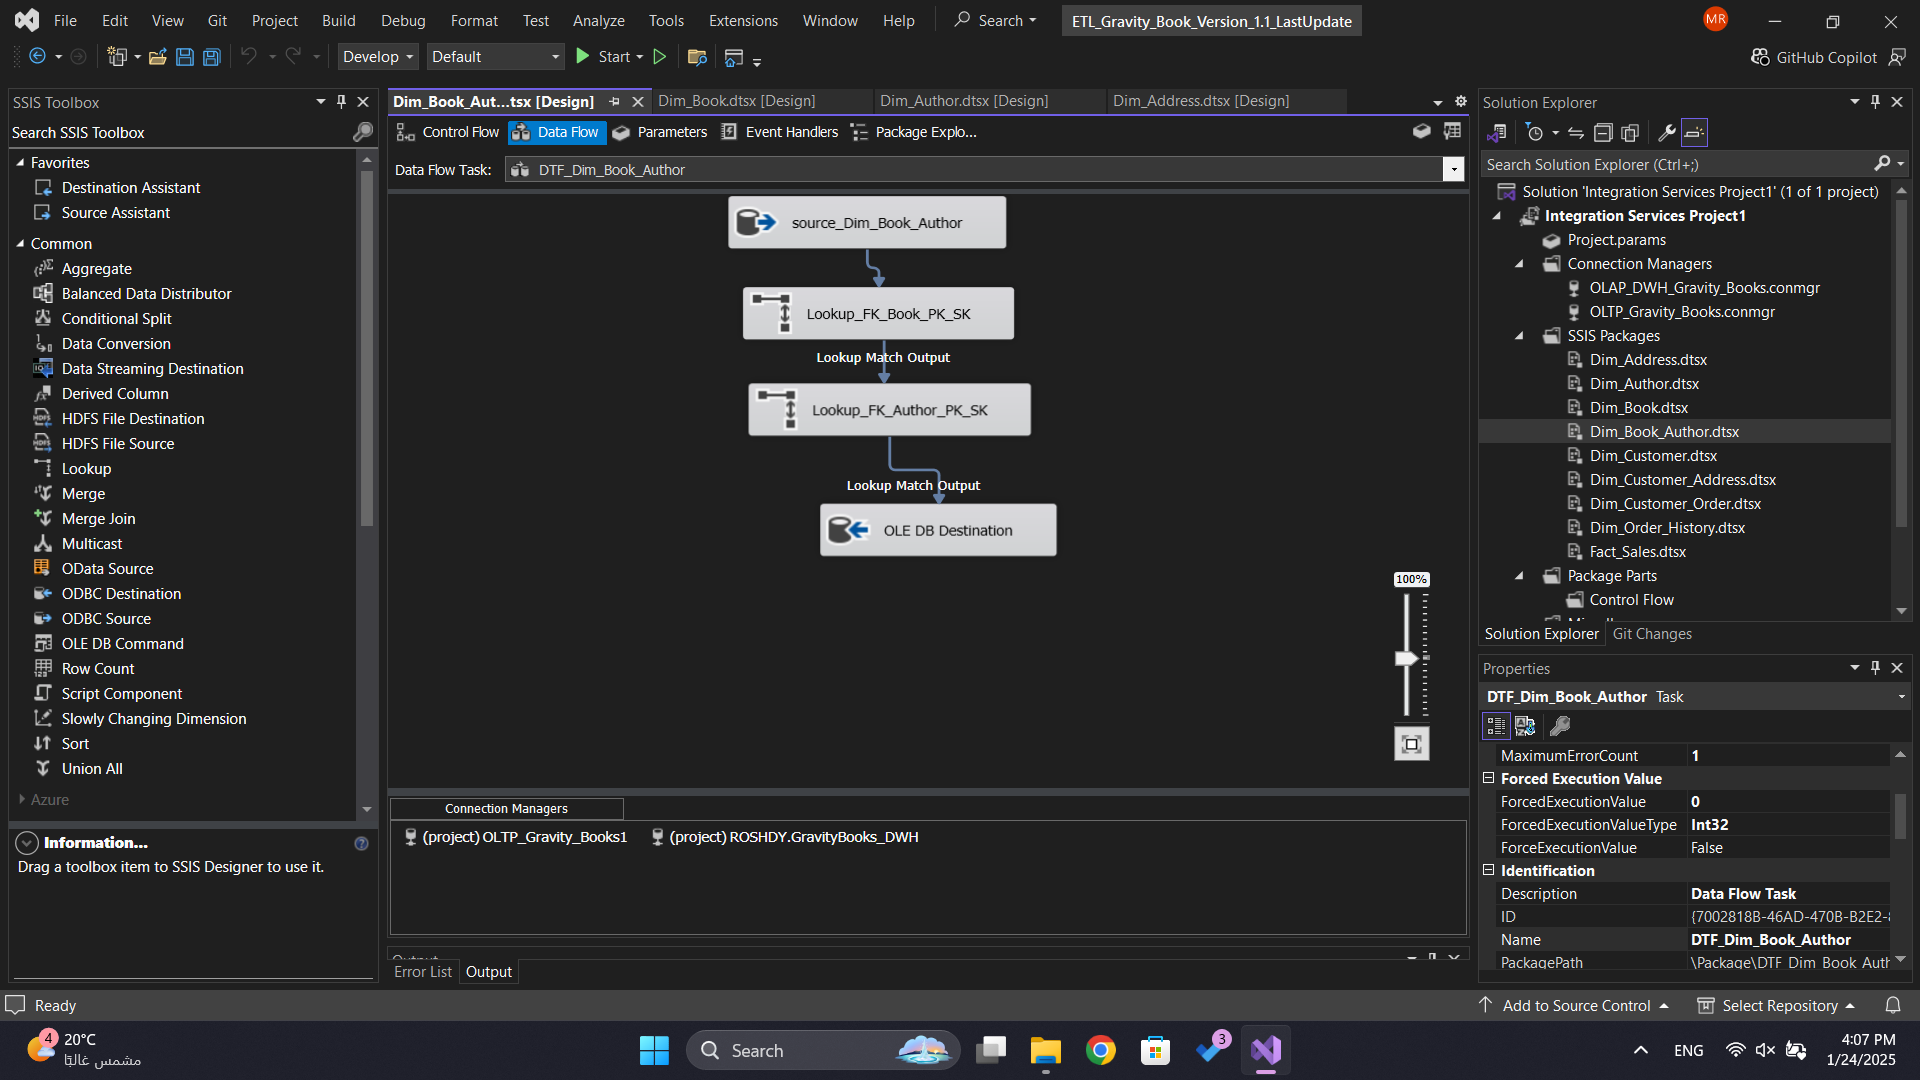 File Edit View Git Project Build Debug Format Test Analyze Tools Extensions Window Help Search ETL_Gravity_Book_Version_1.1_LastUpdate MR
Develop Default Start GitHub Copilot
SSIS Toolbox
Search SSIS Toolbox
Favorites
Destination Assistant
Source Assistant
Common
Aggregate
Balanced Data Distributor
Conditional Split
Data Conversion
Data Streaming Destination
Derived Column
HDFS File Destination
HDFS File Source
Lookup
Merge
Merge Join
Multicast
OData Source
ODBC Destination
ODBC Source
OLE DB Command
Row Count
Script Component
Slowly Changing Dimension
Sort
Union All
Azure
Information...
Drag a toolbox item to SSIS Designer to use it.
Dim_Book_Aut...tsx [Design] Dim_Book.dtsx [Design] Dim_Author.dtsx [Design] Dim_Address.dtsx [Design]
Control Flow Data Flow Parameters Event Handlers Package Explo...
Data Flow Task: DTF_Dim_Book_Author
source_Dim_Book_Author
Lookup_FK_Book_PK_SK
Lookup Match Output
Lookup_FK_Author_PK_SK
Lookup Match Output
OLE DB Destination
100%
Connection Managers
(project) OLTP_Gravity_Books1 (project) ROSHDY.GravityBooks_DWH
Output
Error List Output
Solution Explorer
Search Solution Explorer (Ctrl+;)
Solution 'Integration Services Project1' (1 of 1 project)
Integration Services Project1
Project.params
Connection Managers
OLAP_DWH_Gravity_Books.conmgr
OLTP_Gravity_Books.conmgr
SSIS Packages
Dim_Address.dtsx
Dim_Author.dtsx
Dim_Book.dtsx
Dim_Book_Author.dtsx
Dim_Customer.dtsx
Dim_Customer_Address.dtsx
Dim_Customer_Order.dtsx
Dim_Order_History.dtsx
Fact_Sales.dtsx
Package Parts
Control Flow
Solution Explorer Git Changes
Properties
DTF_Dim_Book_Author Task
MaximumErrorCount 1
Forced Execution Value
ForcedExecutionValue 0
ForcedExecutionValueType Int32
ForceExecutionValue False
Identification
Description Data Flow Task
ID {7002818B-46AD-470B-B2E2-
Name DTF_Dim_Book_Author
PackagePath \Package\DTF_Dim_Book_Auth
Ready Add to Source Control Select Repository
4 20°C
مشمس غالبًا
Search 3 ENG 4:07 PM
1/24/2025